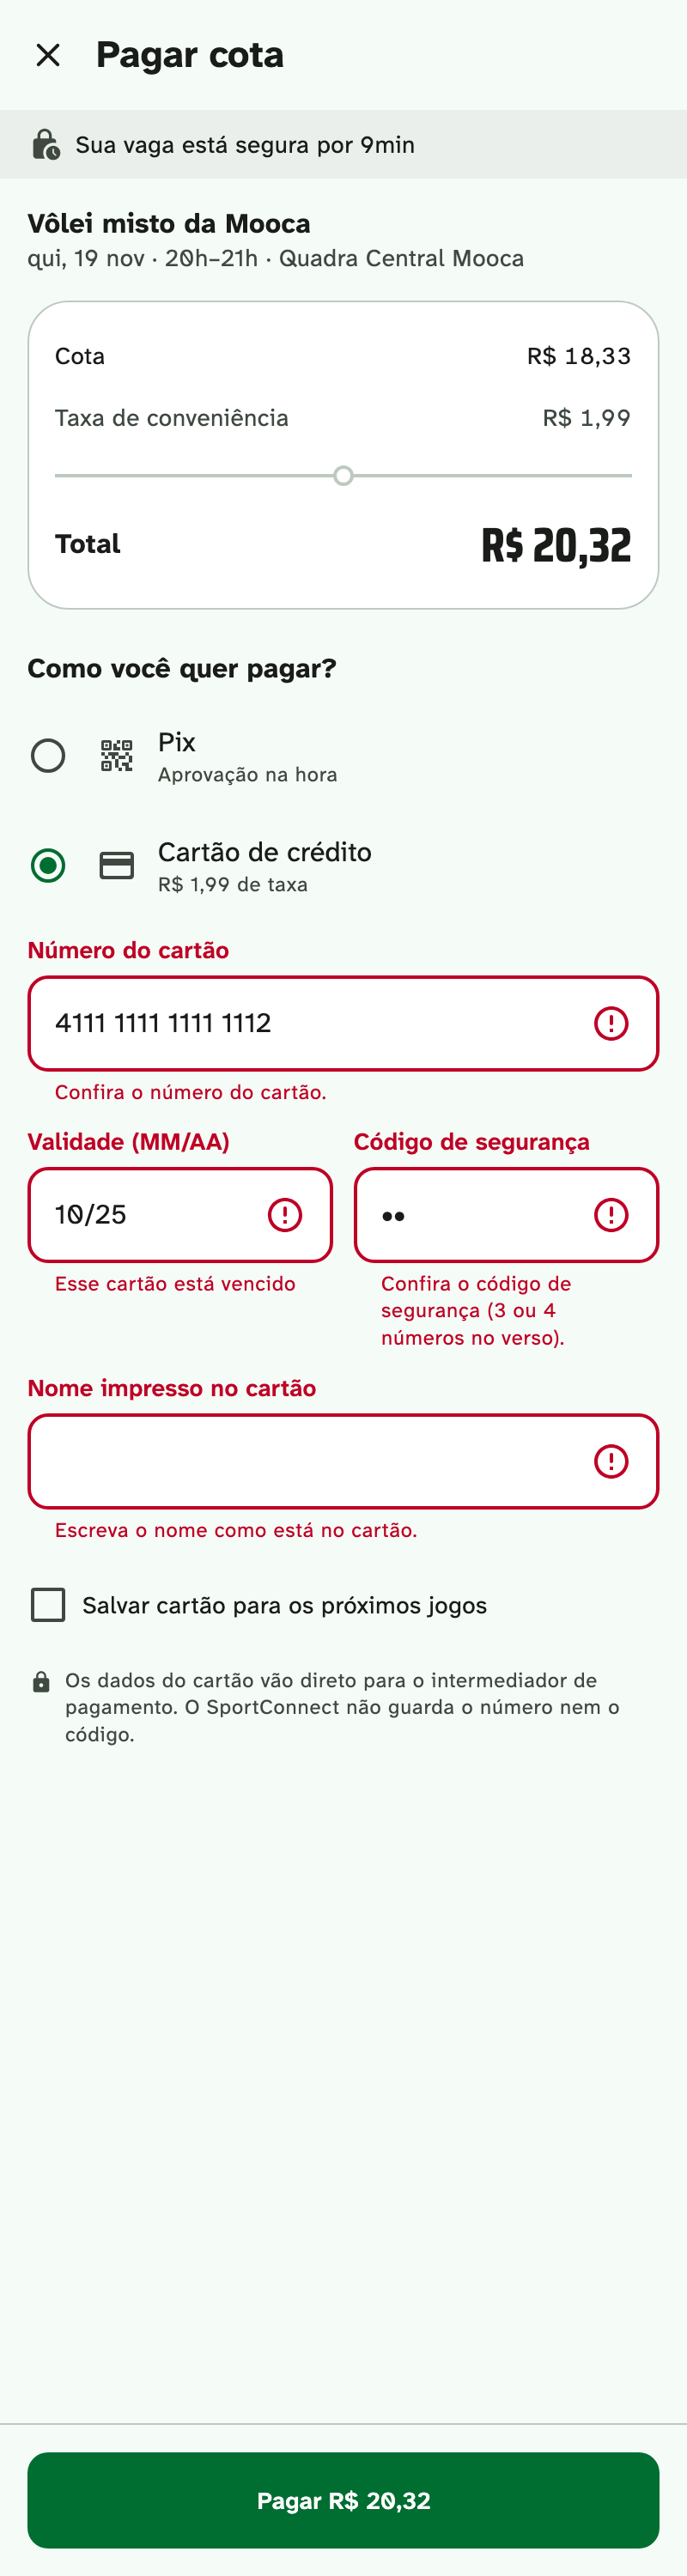 Pagar cota
Sua vaga está segura por 9min
Vôlei misto da Mooca
qui, 19 nov · 20h–21h · Quadra Central Mooca
Cota R$ 18,33
Taxa de conveniência R$ 1,99
Total R$ 20,32
Como você quer pagar?
Pix
Aprovação na hora
Cartão de crédito
R$ 1,99 de taxa
Número do cartão
4111 1111 1111 1112
Confira o número do cartão.
Validade (MM/AA) Código de segurança
10/25 ••
Esse cartão está vencido
Confira o código de
segurança (3 ou 4
números no verso).
Nome impresso no cartão
Escreva o nome como está no cartão.
Salvar cartão para os próximos jogos
Os dados do cartão vão direto para o intermediador de
pagamento. O SportConnect não guarda o número nem o
código.
Pagar R$ 20,32